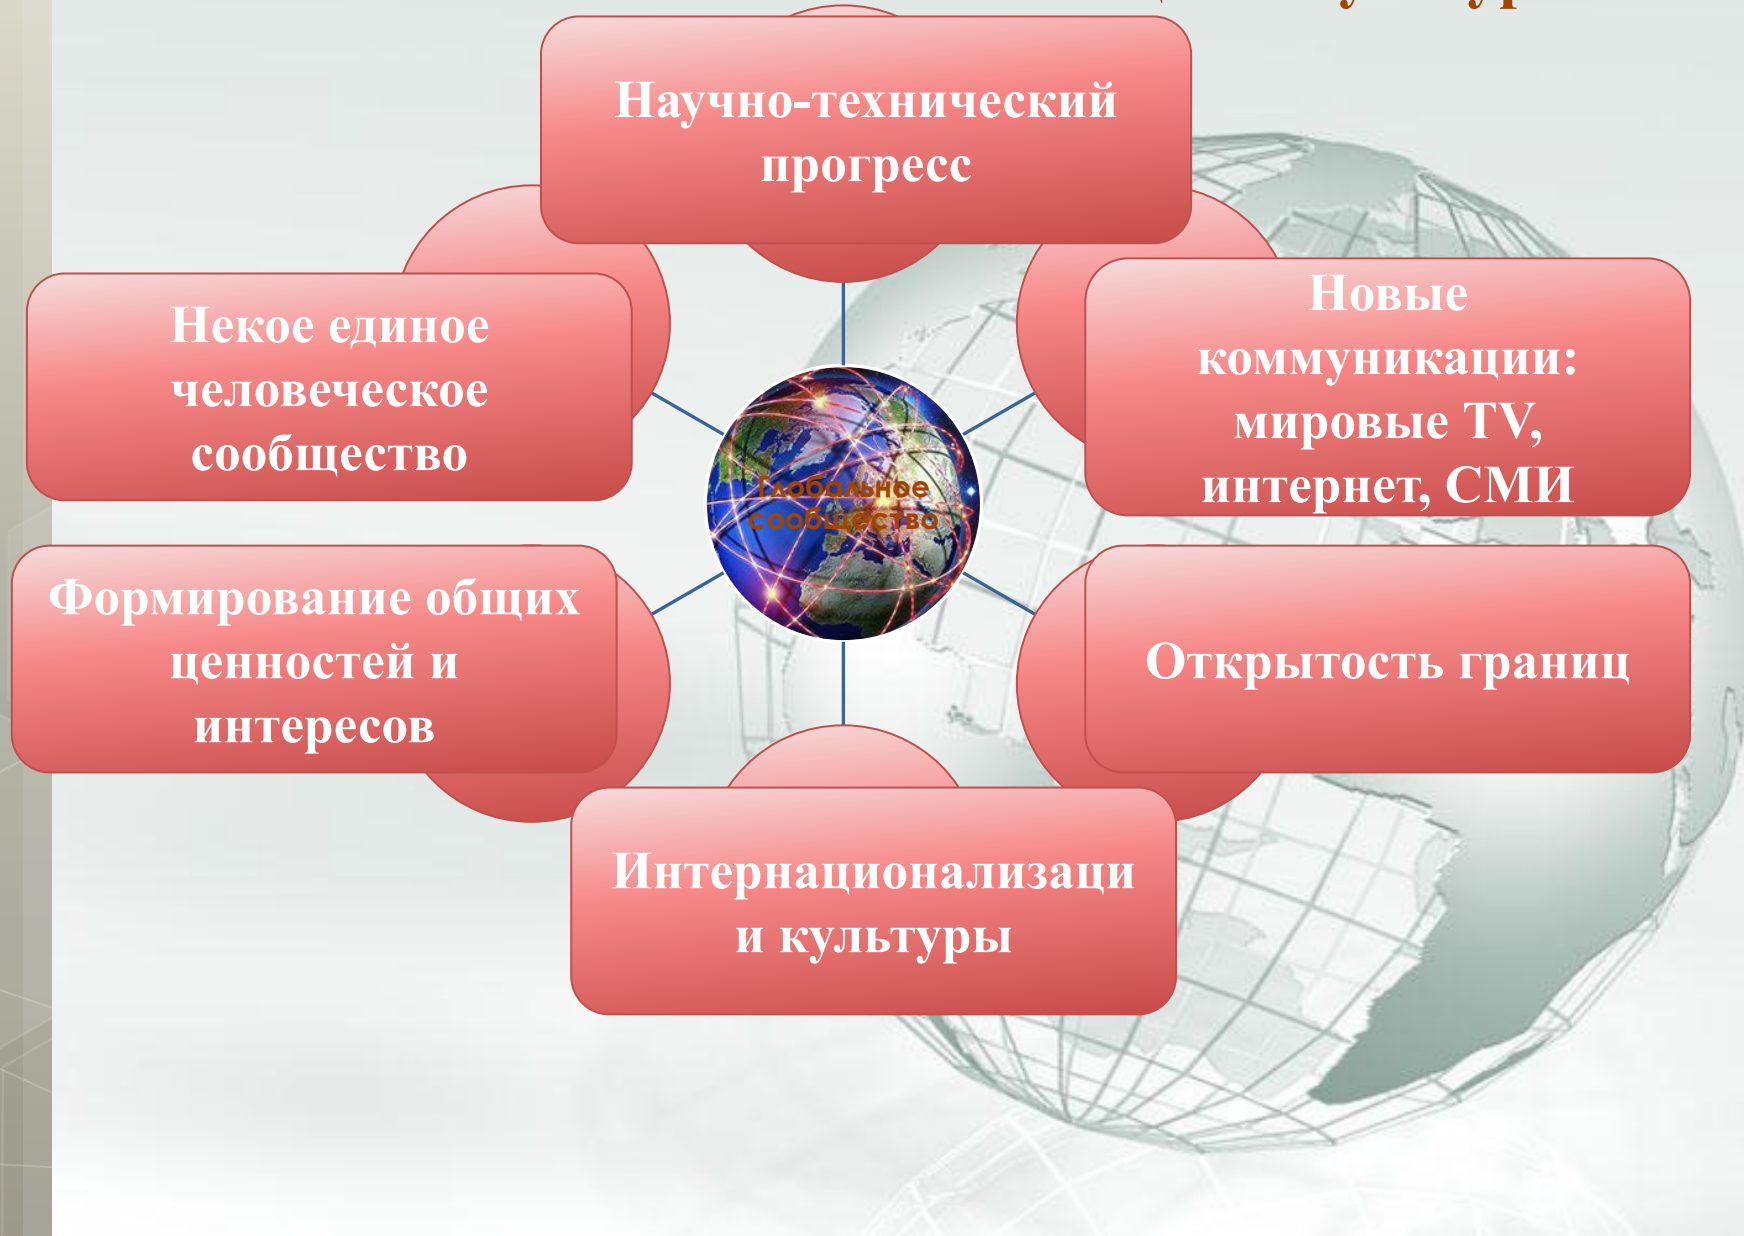 Научно-технический
прогресс
Новые
коммуникации:
мировые TV,
интернет, СМИ
Открытость границ
Интернационализаци
и культуры
Формирование общих
ценностей и
интересов
Некое единое
человеческое
сообщество
Глобальное
сообщество